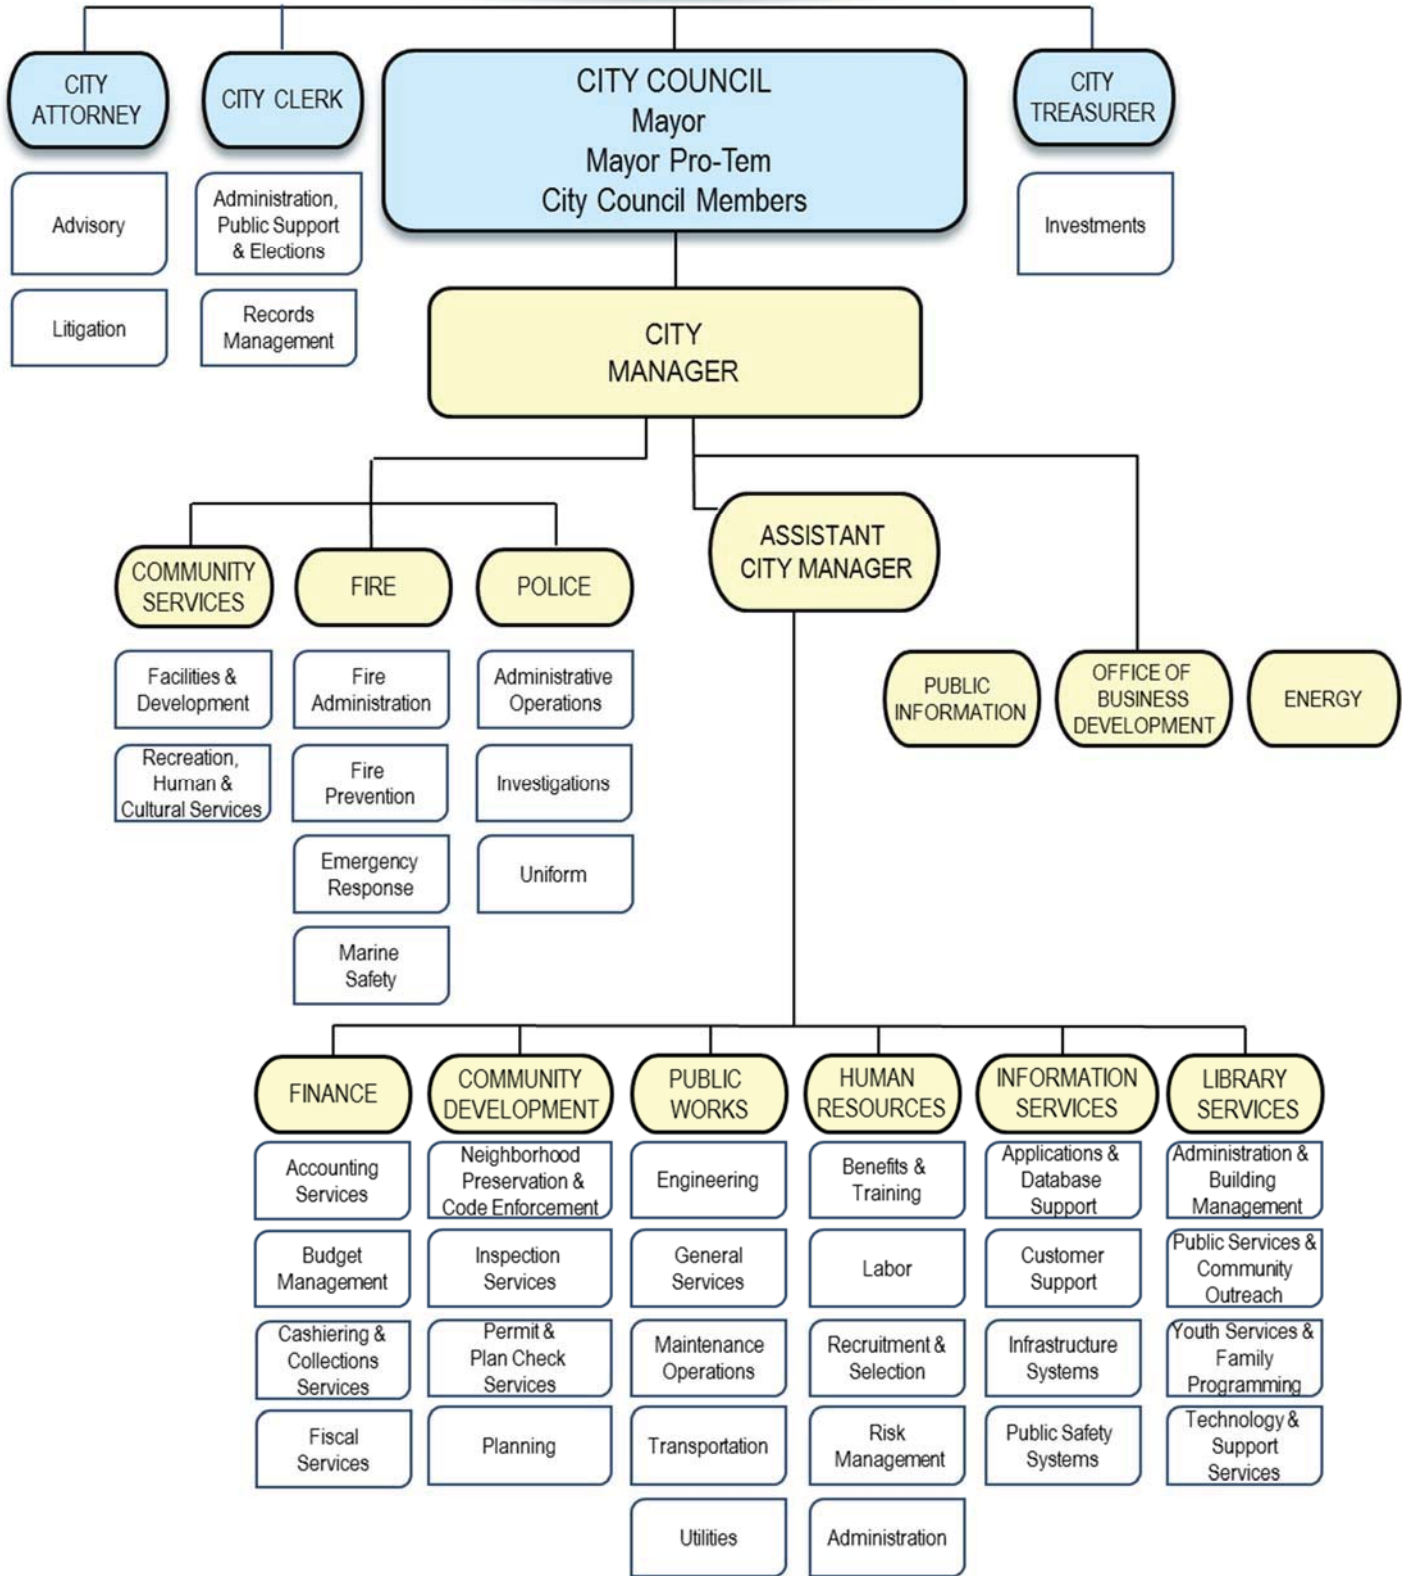 CITY
ATTORNEY
CITY CLERK
CITY COUNCIL
Mayor
Mayor Pro-Tem
City Council Members
CITY
TREASURER
Advisory
Litigation
Administration,
Public Support
& Elections
Records
Management
Investments
CITY
MANAGER
ASSISTANT
CITY MANAGER
COMMUNITY
SERVICES
Facilities &
Development
Recreation,
Human &
Cultural Services
FIRE
Fire
Administration
Fire
Prevention
Emergency
Response
Marine
Safety
POLICE
Administrative
Operations
Investigations
Uniform
PUBLIC
INFORMATION
OFFICE OF
BUSINESS
DEVELOPMENT
ENERGY
FINANCE
Accounting
Services
Budget
Management
Cashiering &
Collections
Services
Fiscal
Services
COMMUNITY
DEVELOPMENT
Neighborhood
Preservation &
Code Enforcement
Inspection
Services
Permit &
Plan Check
Services
Planning
PUBLIC
WORKS
Engineering
General
Services
Maintenance
Operations
Transportation
Utilities
HUMAN
RESOURCES
Benefits &
Training
Labor
Recruitment &
Selection
Risk
Management
Administration
INFORMATION
SERVICES
Applications &
Database
Support
Customer
Support
Infrastructure
Systems
Public Safety
Systems
LIBRARY
SERVICES
Administration &
Building
Management
Public Services &
Community
Outreach
Youth Services &
Family
Programming
Technology &
Support
Services